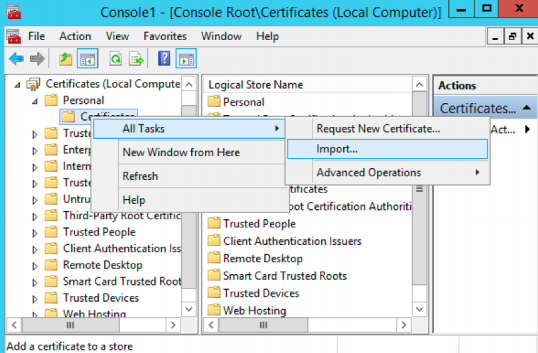 Console1 - [Console Root\Certificates (Local Computer)]
File Action View Favorites Window Help
Certificates (Local Compute
Personal
Certificates
Truste
Enterp
Interm
Truste
Untru
Third-Party Root Certific
Trusted People
Client Authentication Iss
Remote Desktop
Smart Card Trusted Root
Trusted Devices
Web Hosting
All Tasks
New Window from Here
Refresh
Help
Request New Certificate...
Import...
Advanced Operations
Logical Store Name
Personal
rtificates
oot Certification Authoriti
Trusted People
Client Authentication Issuers
Remote Desktop
Smart Card Trusted Roots
Trusted Devices
Web Hosting
Actions
Certificates...
Act...
Add a certificate to a store